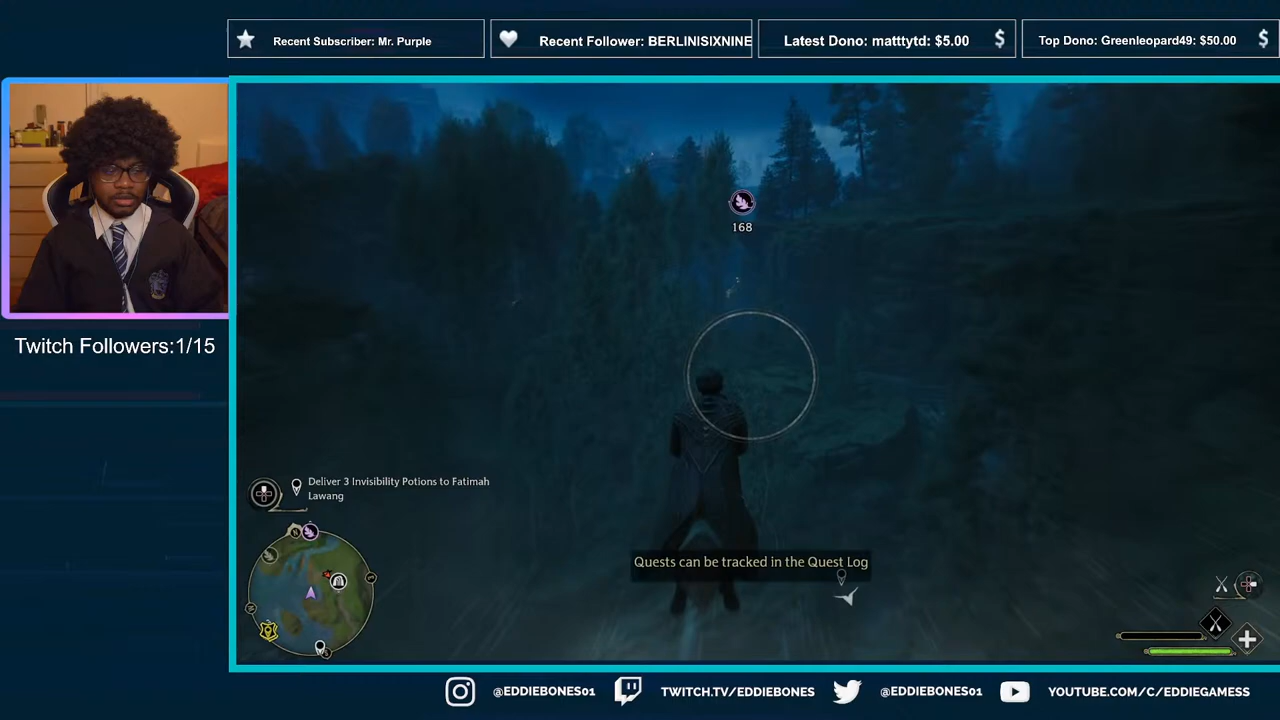 Recent Subscriber: Mr. Purple
Recent Follower: BERLINISIXNINE
Latest Dono: matttytd: $5.00 $
Top Dono: Greenleopard49: $50.00 $
168
Twitch Followers:1/15
Deliver 3 Invisibility Potions to Fatimah
Lawang
Quests can be tracked in the Quest Log
@EDDIEBONES01
TWITCH.TV/EDDIEBONES
@EDDIEBONES01
YOUTUBE.COM/C/EDDIEGAMESS